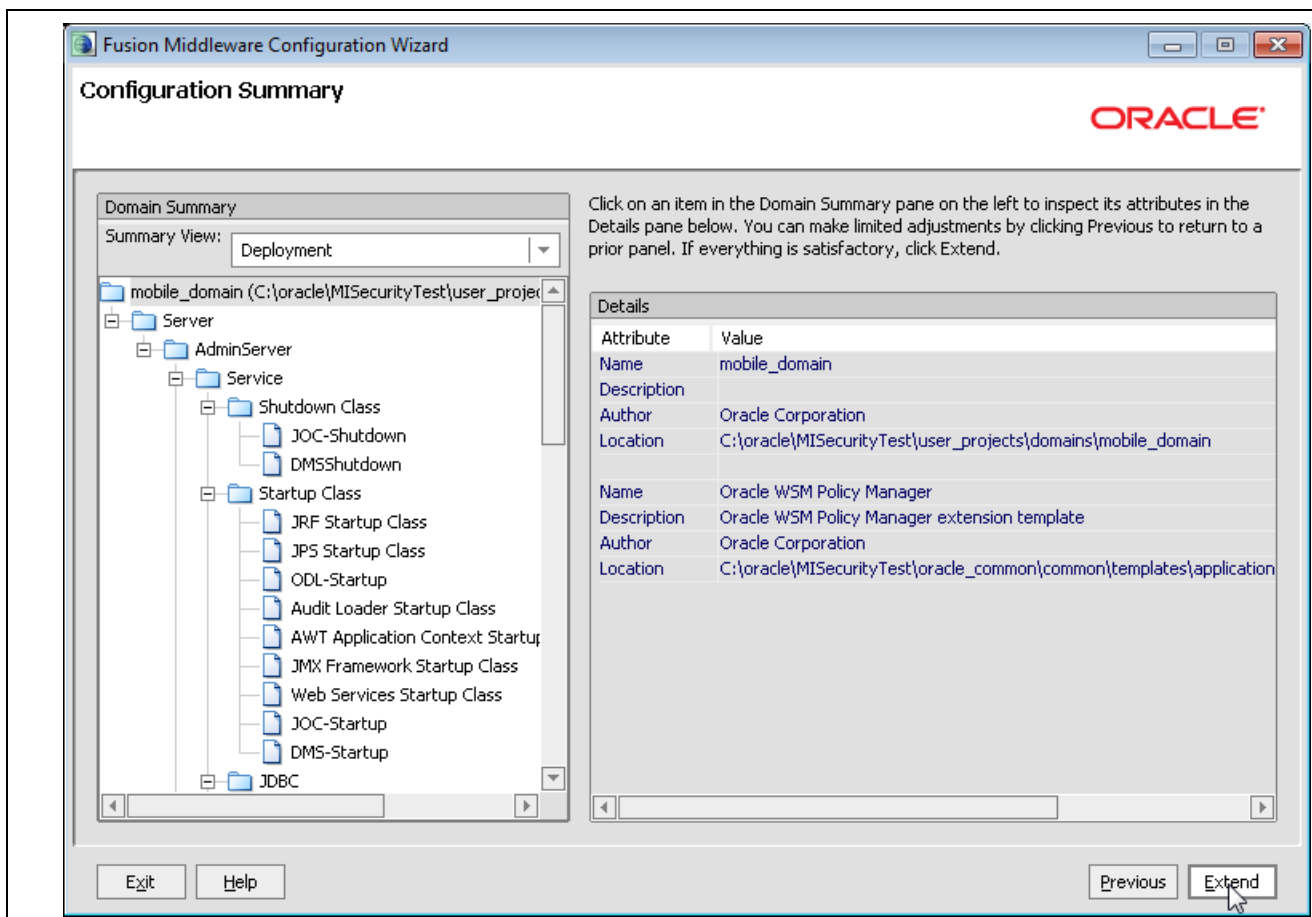 Fusion Middleware Configuration Wizard
Configuration Summary
ORACLE
Domain Summary
Summary View:
Deployment
mobile_domain (C:\oracle\MISecurityTest\user_projec
Server
AdminServer
Service
Shutdown Class
JOC-Shutdown
DMSShutdown
Startup Class
JRF Startup Class
JPS Startup Class
ODL-Startup
Audit Loader Startup Class
AWT Application Context Startup
JMX Framework Startup Class
Web Services Startup Class
JOC-Startup
DMS-Startup
JDBC
Click on an item in the Domain Summary pane on the left to inspect its attributes in the
Details pane below. You can make limited adjustments by clicking Previous to return to a
prior panel. If everything is satisfactory, click Extend.
Details
Attribute Value
Name mobile_domain
Description
Author Oracle Corporation
Location C:\oracle\MISecurityTest\user_projects\domains\mobile_domain
Name Oracle WSM Policy Manager
Description Oracle WSM Policy Manager extension template
Author Oracle Corporation
Location C:\oracle\MISecurityTest\oracle_common\common\templates\application
Exit Help Previous Extend